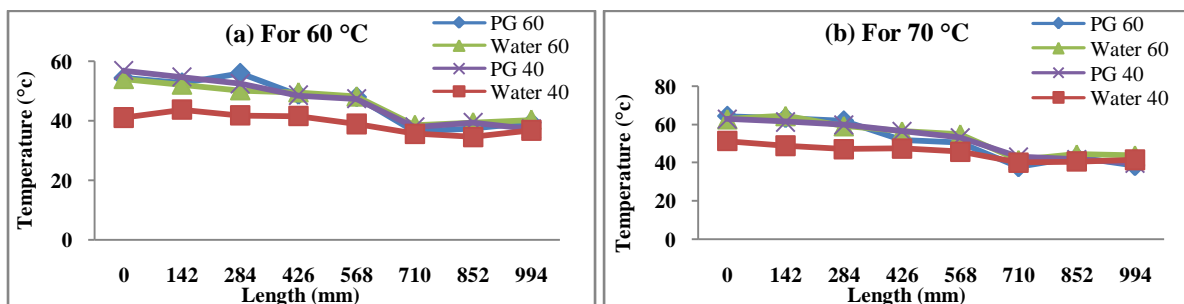 (a) For 60 °C
PG 60
Water 60
PG 40
Water 40
Temperature (°c)
60
40
20
0
0 142 284 426 568 710 852 994
Length (mm)
(b) For 70 °C
PG 60
Water 60
PG 40
Water 40
Temperature (°c)
80
60
40
20
0
0 142 284 426 568 710 852 994
Length (mm)